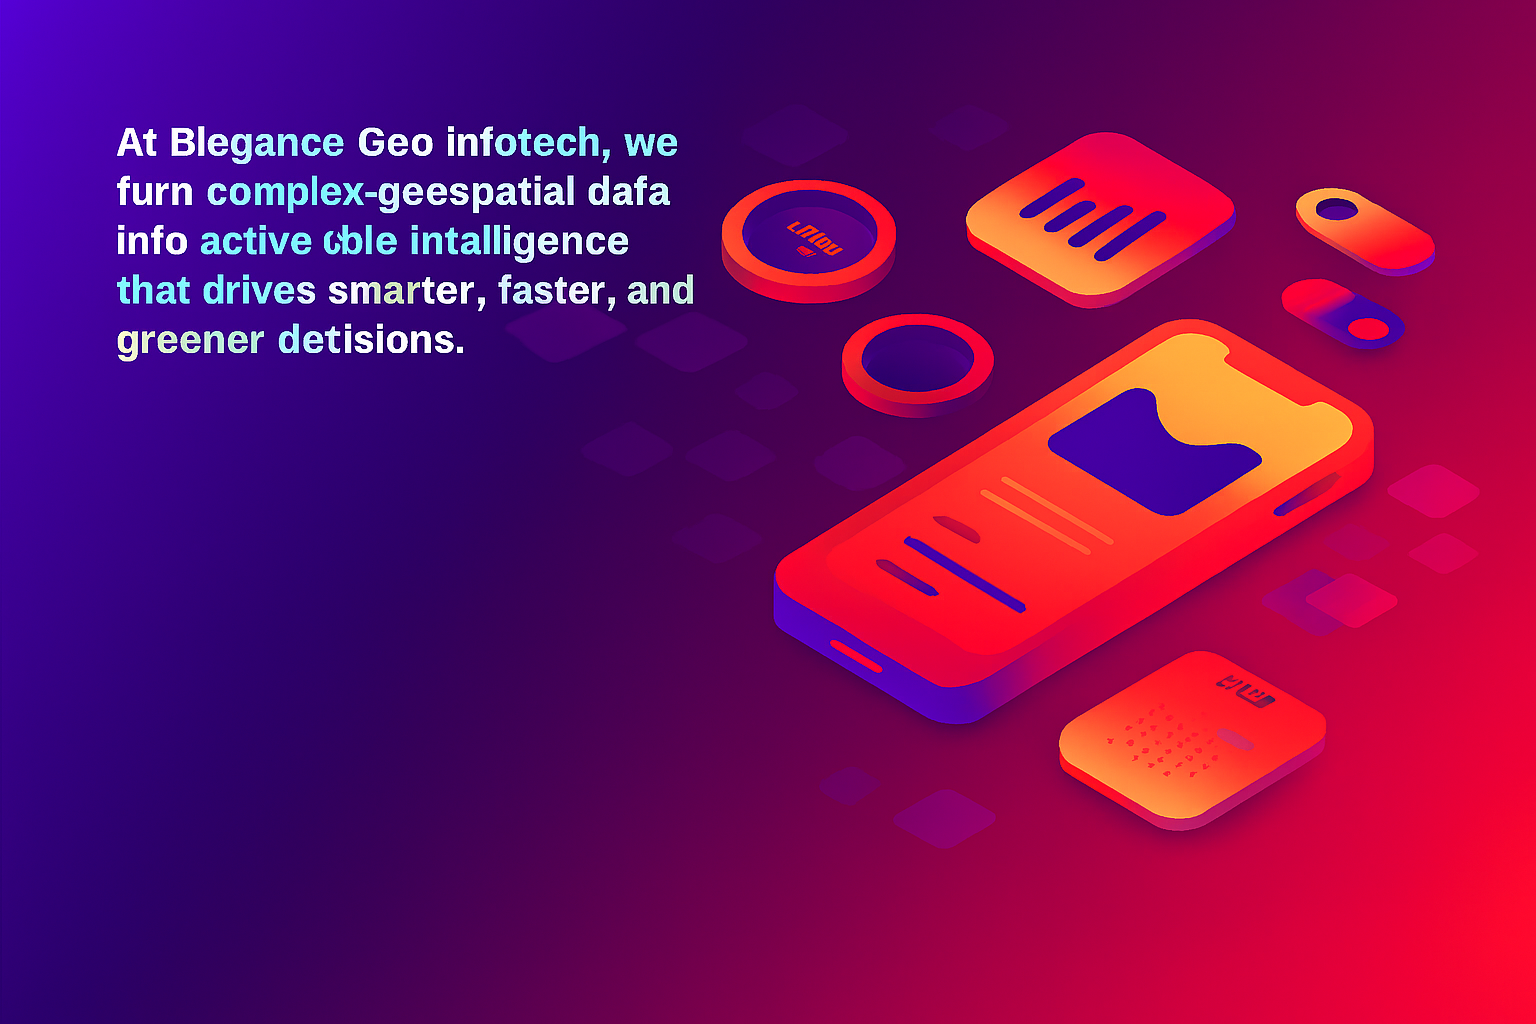 At Blegance Geo infotech, we
furn complex-geespatial dafa
info active ble intalligence
that drives smarter, faster, and
greener detisions.